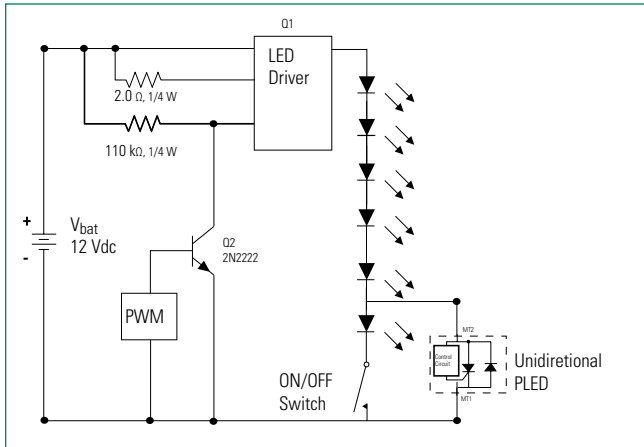 Q1
LED
Driver
2.0 Ω, 1/4 W
110 kΩ, 1/4 W
+
Vbat
12 Vdc
-
Q2
2N2222
PWM
ON/OFF
Switch
MT2
Control
Circuit
MT1
Unidiretional
PLED